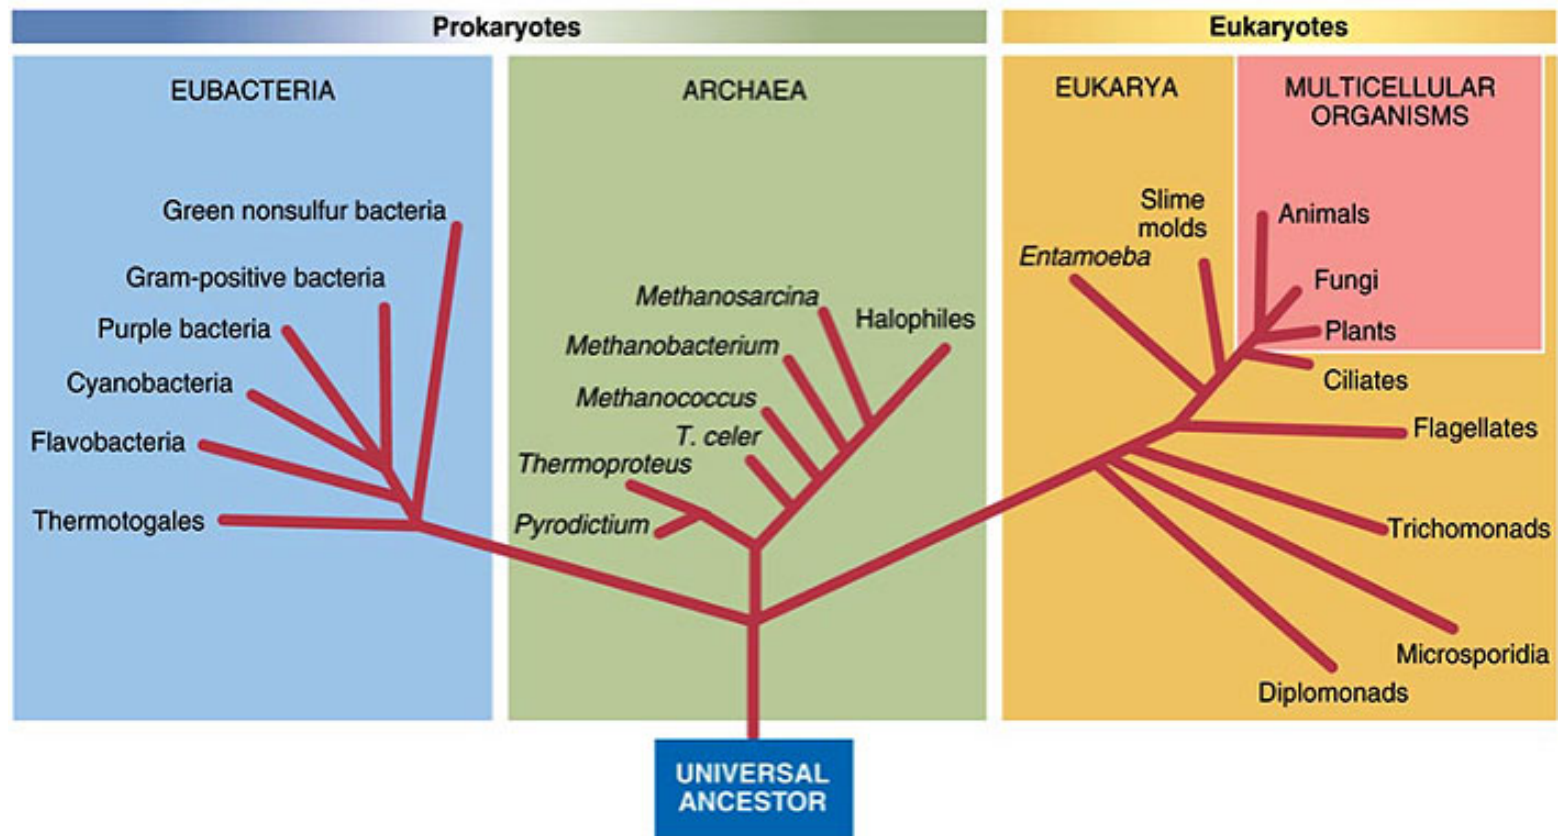 Prokaryotes
Eukaryotes
EUBACTERIA
ARCHAEA
EUKARYA
MULTICELLULAR
ORGANISMS
Green nonsulfur bacteria
Gram-positive bacteria
Purple bacteria
Cyanobacteria
Flavobacteria
Thermotogales
Methanosarcina
Halophiles
Methanobacterium
Methanococcus
T. celer
Thermoproteus
Pyrodictium
Slime
molds
Entamoeba
Animals
Fungi
Plants
Ciliates
Flagellates
Trichomonads
Microsporidia
Diplomonads
UNIVERSAL
ANCESTOR